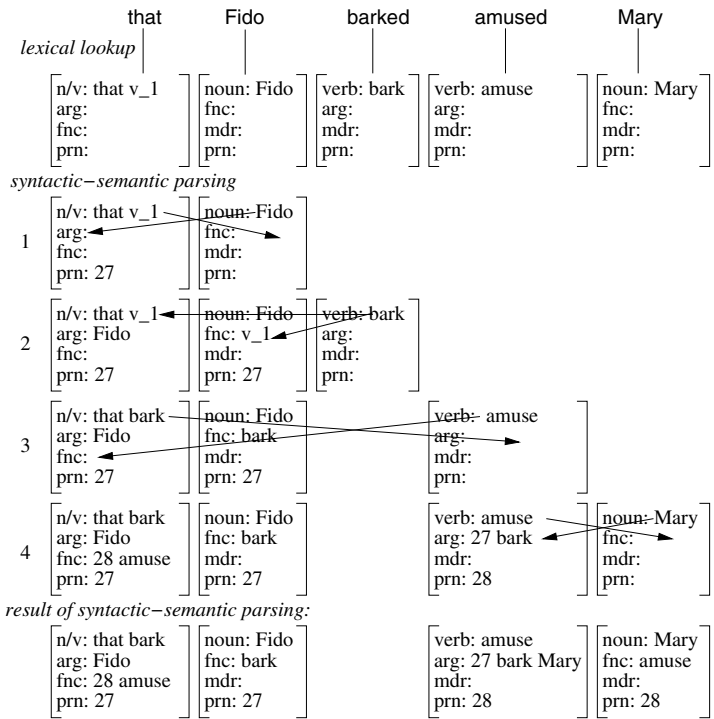 that Fido barked amused Mary
lexical lookup
n/v: that v_1 noun: Fido verb: bark verb: amuse noun: Mary
arg: fnc: arg: arg: fnc:
fnc: mdr: mdr: mdr: mdr:
prn: prn: prn: prn: prn:
syntactic−semantic parsing
n/v: that v_1 noun: Fido
1 arg: fnc:
fnc: mdr:
prn: 27 prn:
n/v: that v_1 noun: Fido verb: bark
2 arg: Fido fnc: v_1 arg:
fnc: mdr: mdr:
prn: 27 prn: 27 prn:
n/v: that bark noun: Fido verb: amuse
3 arg: Fido fnc: bark arg:
fnc: mdr: mdr:
prn: 27 prn: 27 prn:
n/v: that bark noun: Fido verb: amuse noun: Mary
4 arg: Fido fnc: bark arg: 27 bark fnc:
fnc: 28 amuse mdr: mdr: mdr:
prn: 27 prn: 27 prn: 28 prn:
result of syntactic−semantic parsing:
n/v: that bark noun: Fido verb: amuse noun: Mary
arg: Fido fnc: bark arg: 27 bark Mary fnc: amuse
fnc: 28 amuse mdr: mdr: mdr:
prn: 27 prn: 27 prn: 28 prn: 28